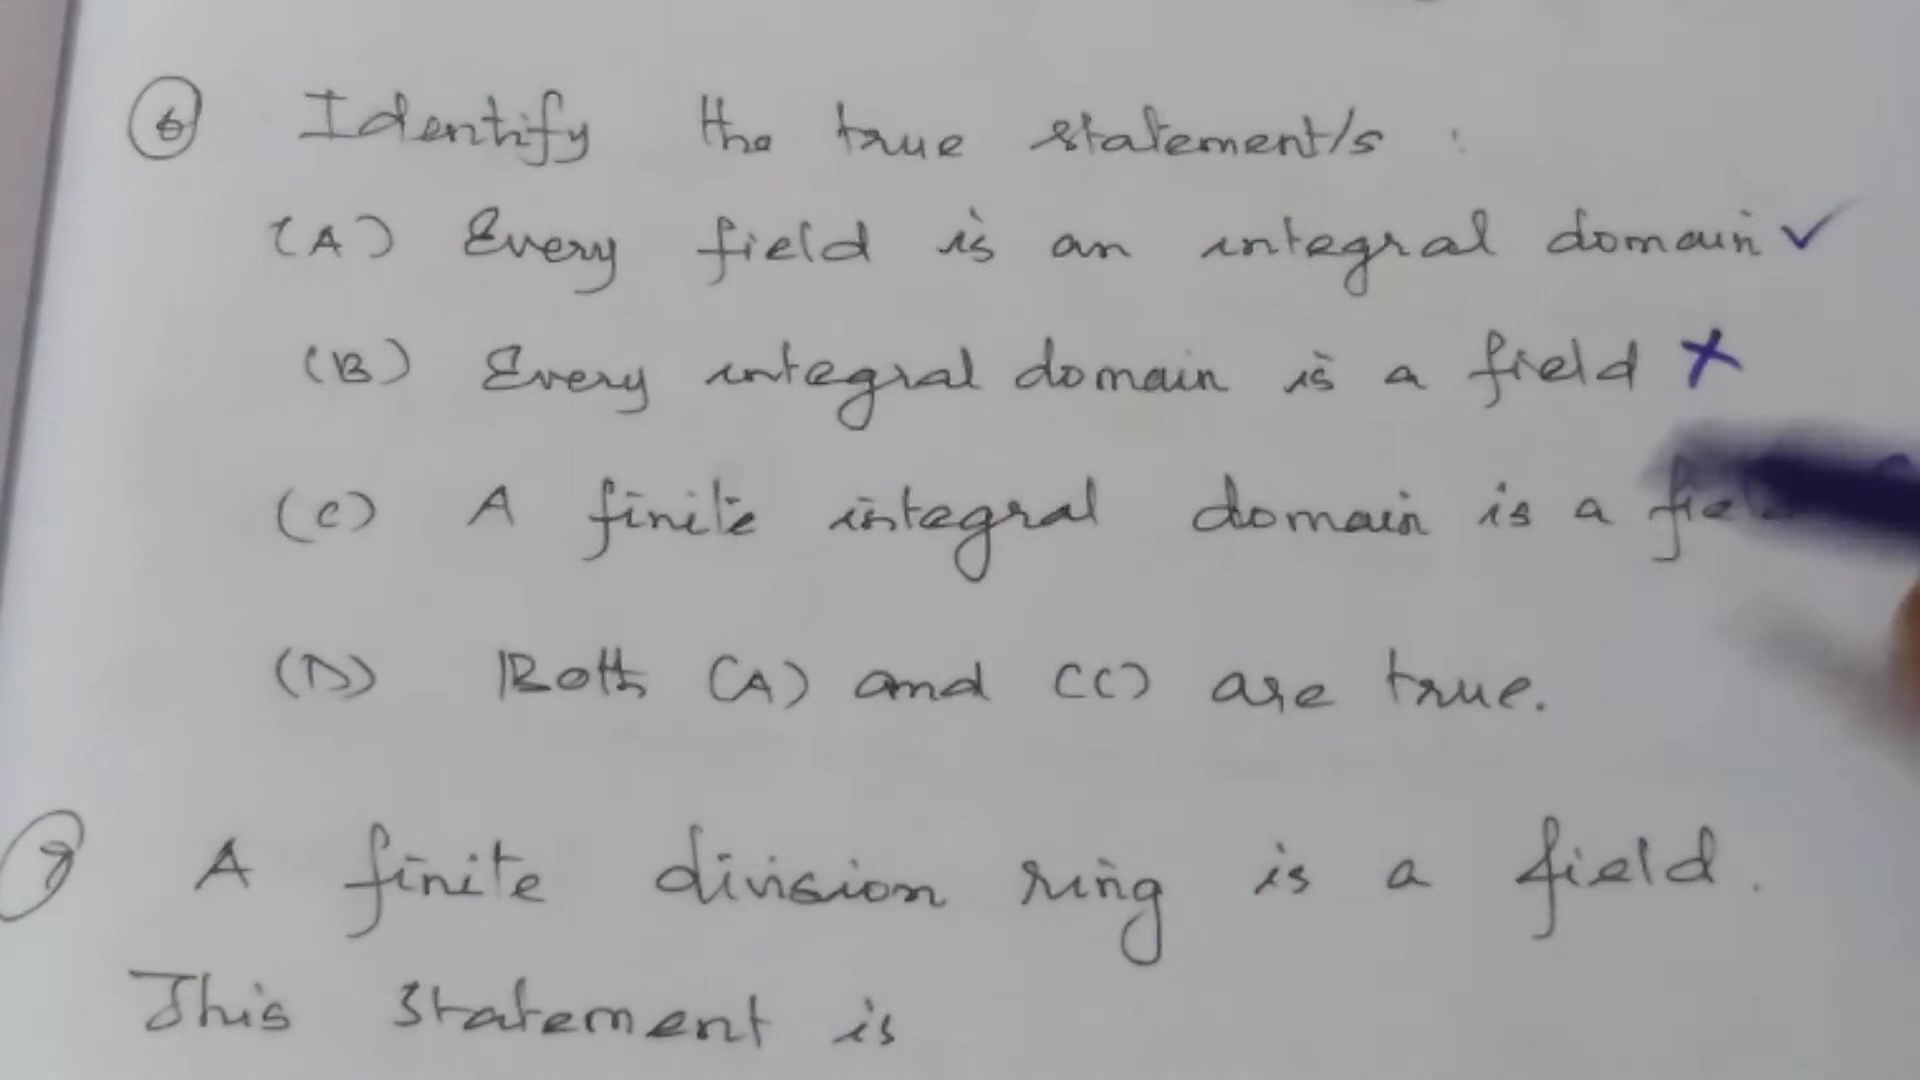 6 Identify the true statement/s :
(A) Every field is an integral domain ✓
(B) Every integral domain is a field ✗
(C) A finite integral domain is a
(D) Both (A) and (C) are true.
7 A finite division ring is a field.
This statement is